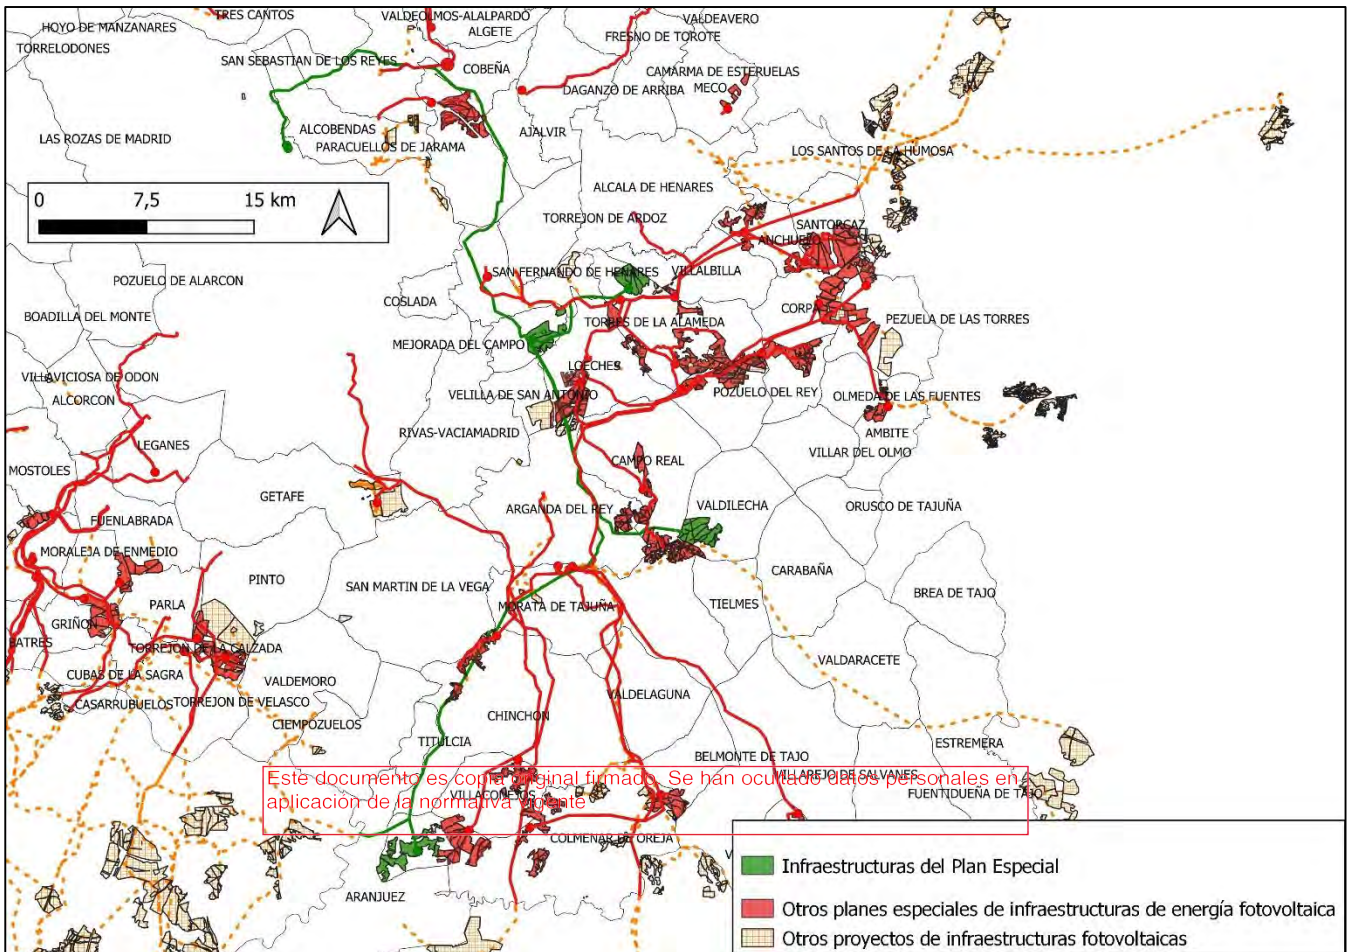 TRES CANTOS
VALDEOLMOS-ALALPARDO
VALDEAVERO
HOYO DE MANZANARES
ALGETE
FRESNO DE TOROTE
TORRELODONES
SAN SEBASTIAN DE LOS REYES
COBEÑA
CAMARMA DE ESTERUELAS
DAGANZO DE ARRIBA
MECO
LAS ROZAS DE MADRID
ALCOBENDAS
AJALVIR
PARACUELLOS DE JARAMA
LOS SANTOS DE LA HUMOSA
0 7,5 15 km
ALCALA DE HENARES
TORREJON DE ARDOZ
SANTORCAZ
ANCHUELO
POZUELO DE ALARCON
SAN FERNANDO DE HENARES
VILLALBILLA
COSLADA
CORPA
BOADILLA DEL MONTE
TORRES DE LA ALAMEDA
PEZUELA DE LAS TORRES
MEJORADA DEL CAMPO
LOECHES
VILLAVICIOSA DE ODON
ALCORCON
VELILLA DE SAN ANTONIO
POZUELO DEL REY
OLMEDA DE LAS FUENTES
RIVAS-VACIAMADRID
AMBITE
LEGANES
VILLAR DEL OLMO
MOSTOLES
CAMPO REAL
GETAFE
ARGANDA DEL REY
VALDILECHA
ORUSCO DE TAJUÑA
FUENLABRADA
MORALEJA DE ENMEDIO
PINTO
SAN MARTIN DE LA VEGA
CARABAÑA
BREA DE TAJO
PARLA
MORATA DE TAJUÑA
TIELMES
GRIÑON
BATRES
TORREJON DE LA CALZADA
VALDARACETE
CUBAS DE LA SAGRA
VALDEMORO
CASARRUBUELOS
TORREJON DE VELASCO
VALDELAGUNA
CHINCHON
CIEMPOZUELOS
TITULCIA
ESTREMERA
BELMONTE DE TAJO
Este documento es copia original firmado. Se han ocultado datos personales en
aplicación de la normativa vigente
VILLAREJO DE SALVANES
VILLACONEJOS
FUENTIDUEÑA DE TAJO
COLMENAR DE OREJA
ARANJUEZ
V
Infraestructuras del Plan Especial
Otros planes especiales de infraestructuras de energía fotovoltaica
Otros proyectos de infraestructuras fotovoltaicas